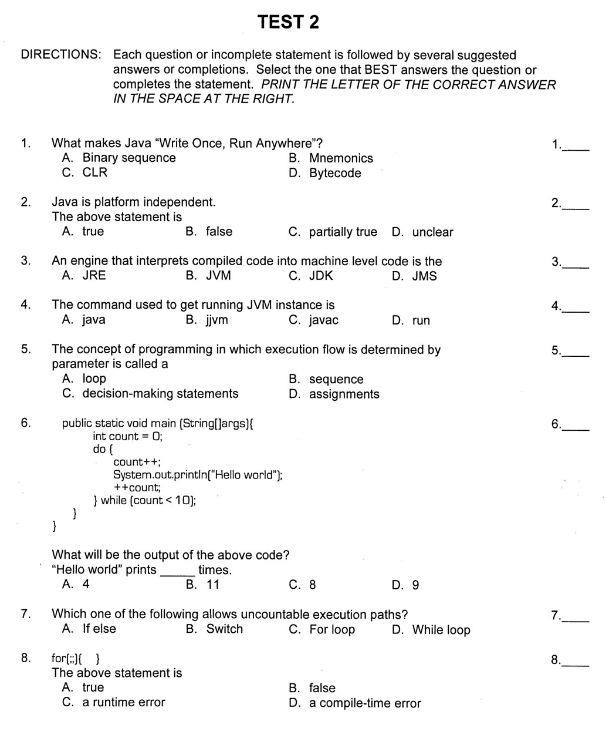 TEST 2
DIRECTIONS: Each question or incomplete statement is followed by several suggested
answers or completions. Select the one that BEST answers the question or
completes the statement. PRINT THE LETTER OF THE CORRECT ANSWER
IN THE SPACE AT THE RIGHT.
1. What makes Java “Write Once, Run Anywhere”? 1.____
A. Binary sequence B. Mnemonics
C. CLR D. Bytecode
2. Java is platform independent. 2.____
The above statement is
A. true B. false C. partially true D. unclear
3. An engine that interprets compiled code into machine level code is the 3.____
A. JRE B. JVM C. JDK D. JMS
4. The command used to get running JVM instance is 4.____
A. java B. jjvm C. javac D. run
5. The concept of programming in which execution flow is determined by 5.____
parameter is called a
A. loop B. sequence
C. decision-making statements D. assignments
6. public static void main (String[]args){ 6.____
int count = 0;
do {
count++;
System.out.println("Hello world");
++count;
} while (count < 10);
}
}
What will be the output of the above code?
“Hello world” prints _____ times.
A. 4 B. 11 C. 8 D. 9
7. Which one of the following allows uncountable execution paths? 7.____
A. If else B. Switch C. For loop D. While loop
8. for(;;){ } 8.____
The above statement is
A. true B. false
C. a runtime error D. a compile-time error